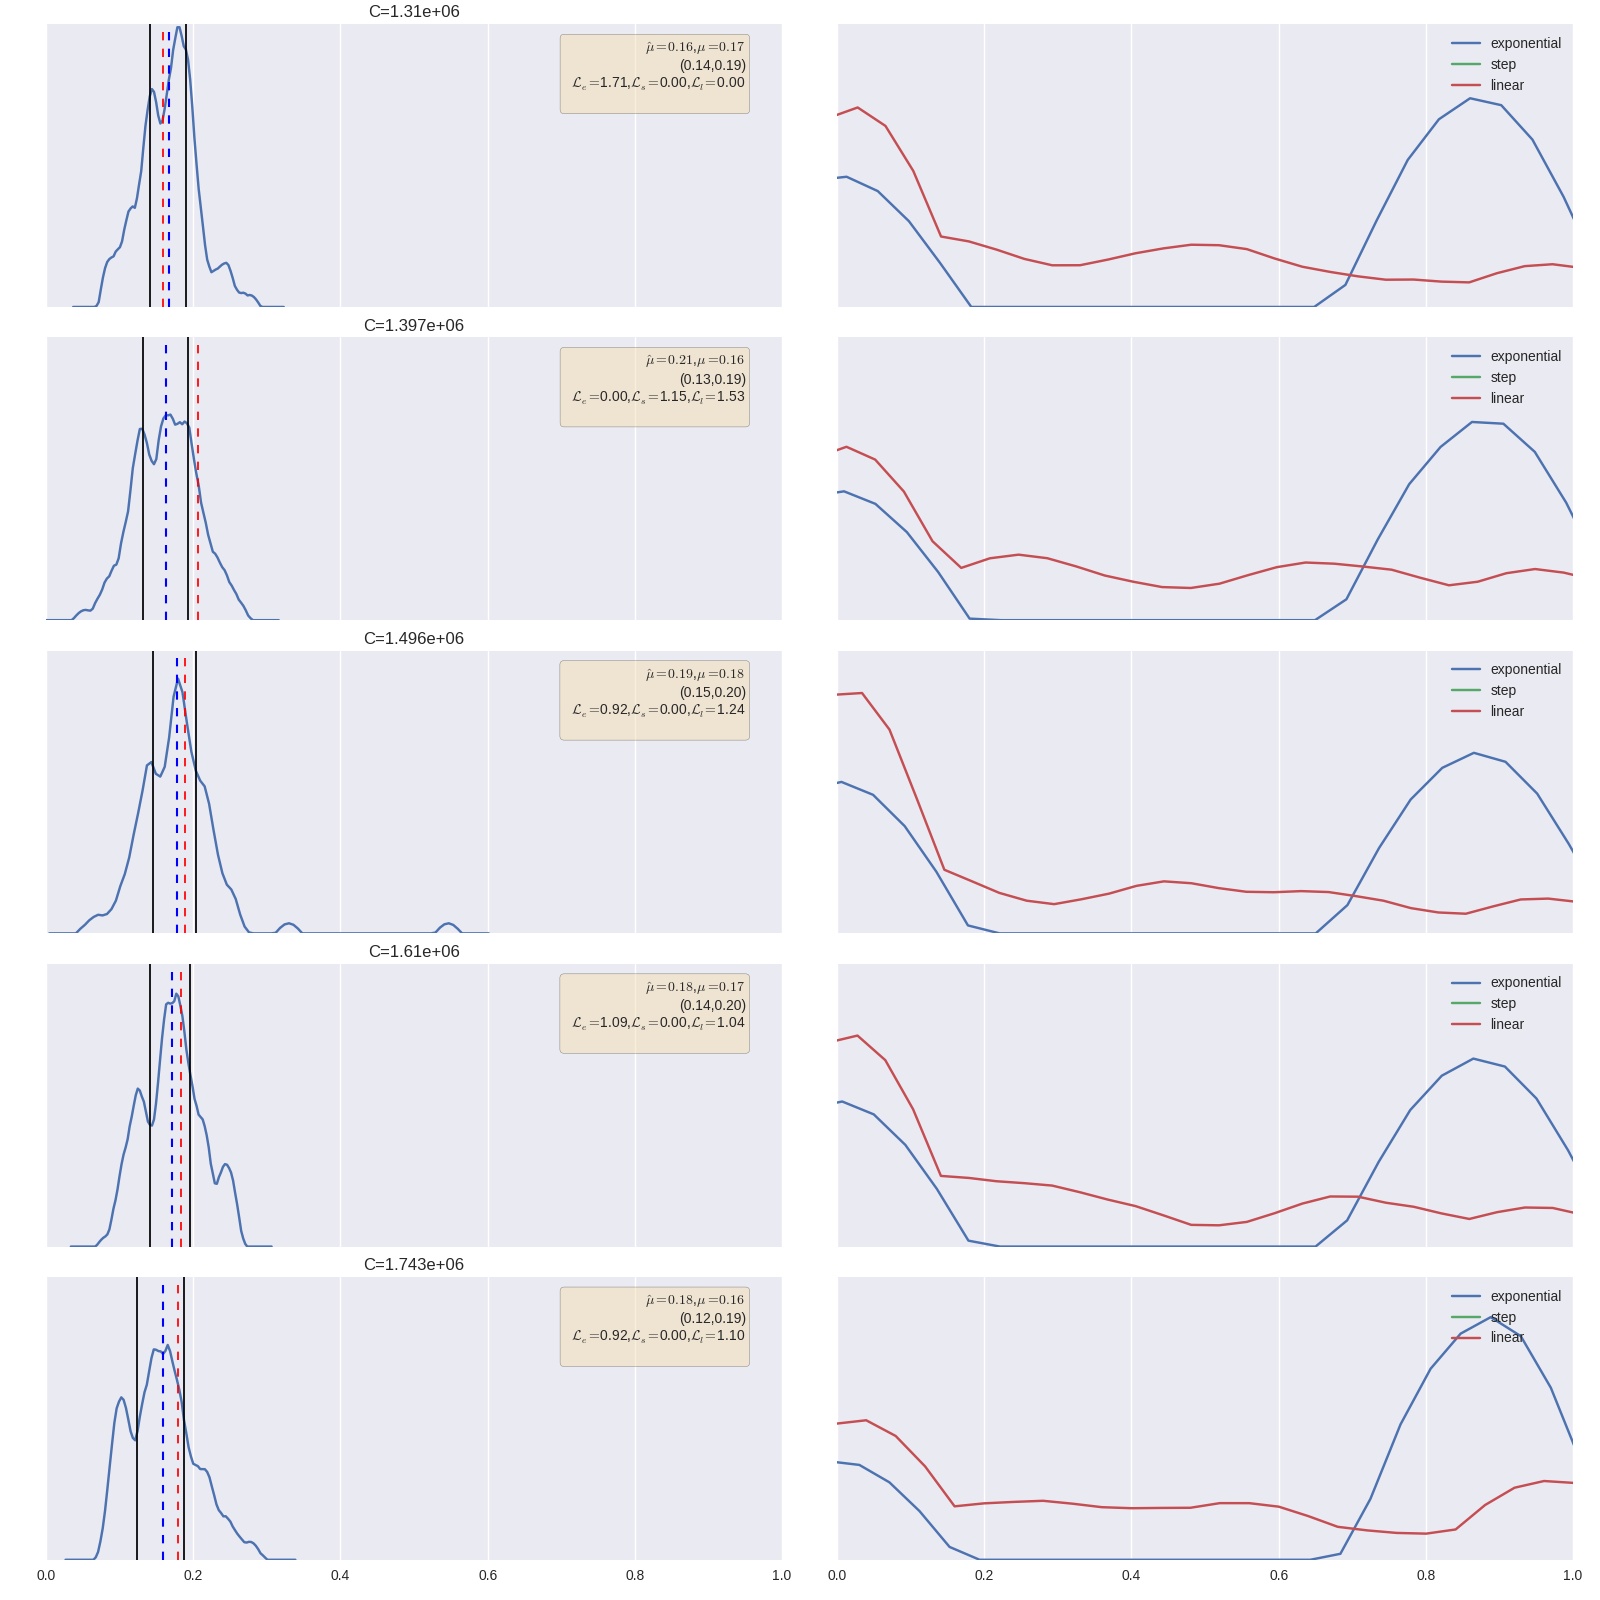 C=1.31e+06
μ̂=0.16,μ=0.17
(0.14,0.19)
ℒₑ=1.71,ℒₛ=0.00,ℒₗ=0.00
exponential
step
linear
C=1.397e+06
μ̂=0.21,μ=0.16
(0.13,0.19)
ℒₑ=0.00,ℒₛ=1.15,ℒₗ=1.53
exponential
step
linear
C=1.496e+06
μ̂=0.19,μ=0.18
(0.15,0.20)
ℒₑ=0.92,ℒₛ=0.00,ℒₗ=1.24
exponential
step
linear
C=1.61e+06
μ̂=0.18,μ=0.17
(0.14,0.20)
ℒₑ=1.09,ℒₛ=0.00,ℒₗ=1.04
exponential
step
linear
C=1.743e+06
μ̂=0.18,μ=0.16
(0.12,0.19)
ℒₑ=0.92,ℒₛ=0.00,ℒₗ=1.10
exponential
step
linear
0.0 0.2 0.4 0.6 0.8 1.0
0.0 0.2 0.4 0.6 0.8 1.0